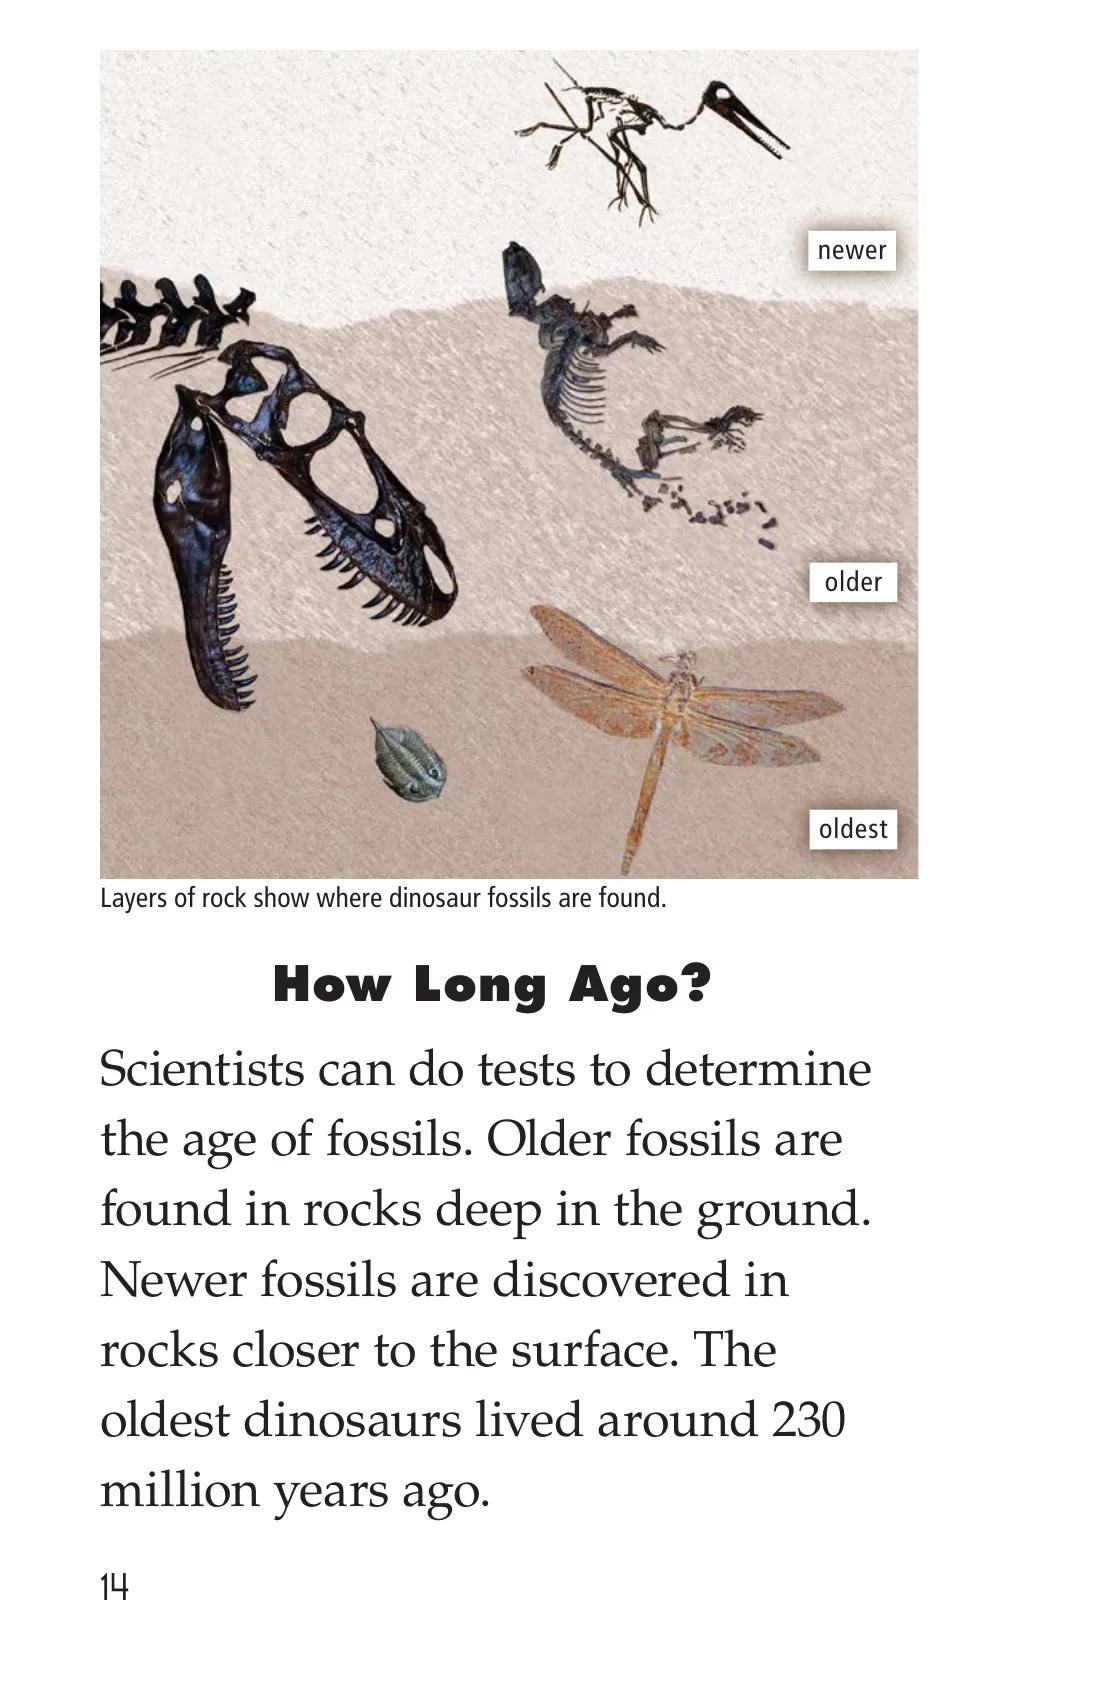 newer
older
oldest
Layers of rock show where dinosaur fossils are found.
How Long Ago?
Scientists can do tests to determine
the age of fossils. Older fossils are
found in rocks deep in the ground.
Newer fossils are discovered in
rocks closer to the surface. The
oldest dinosaurs lived around 230
million years ago.
14